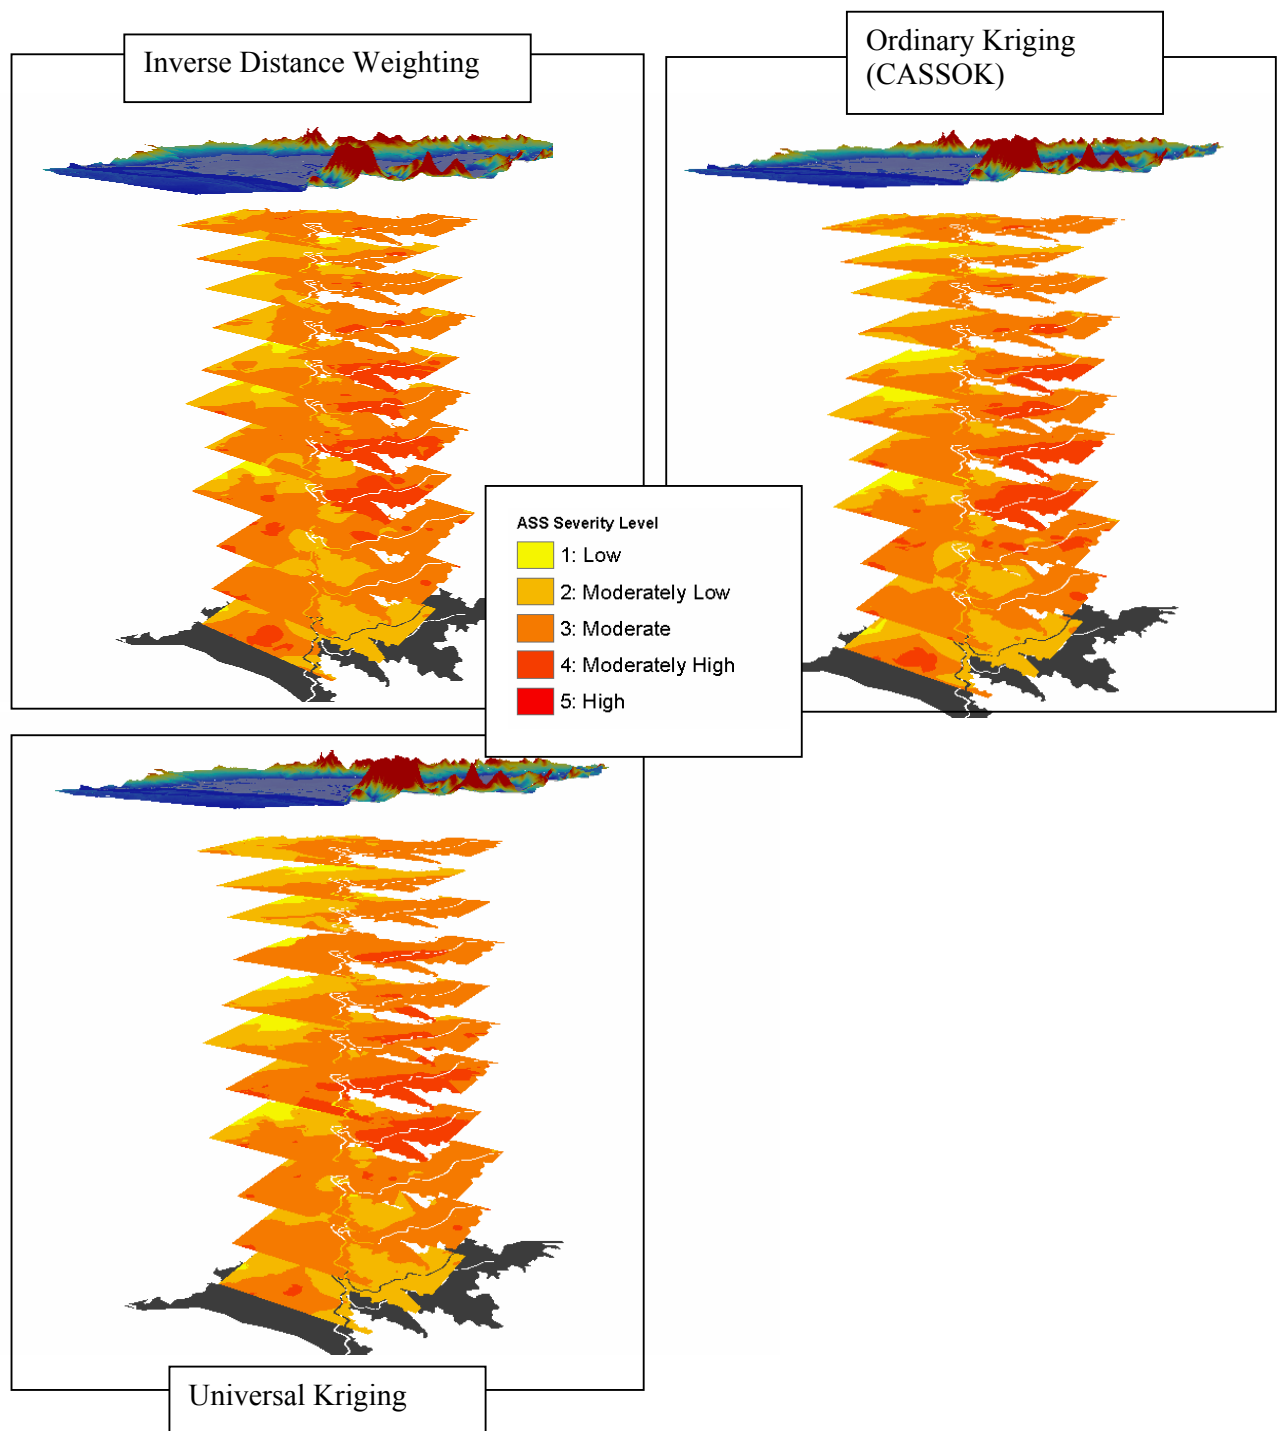 Inverse Distance Weighting
Ordinary Kriging
(CASSOK)
ASS Severity Level
1: Low
2: Moderately Low
3: Moderate
4: Moderately High
5: High
Universal Kriging